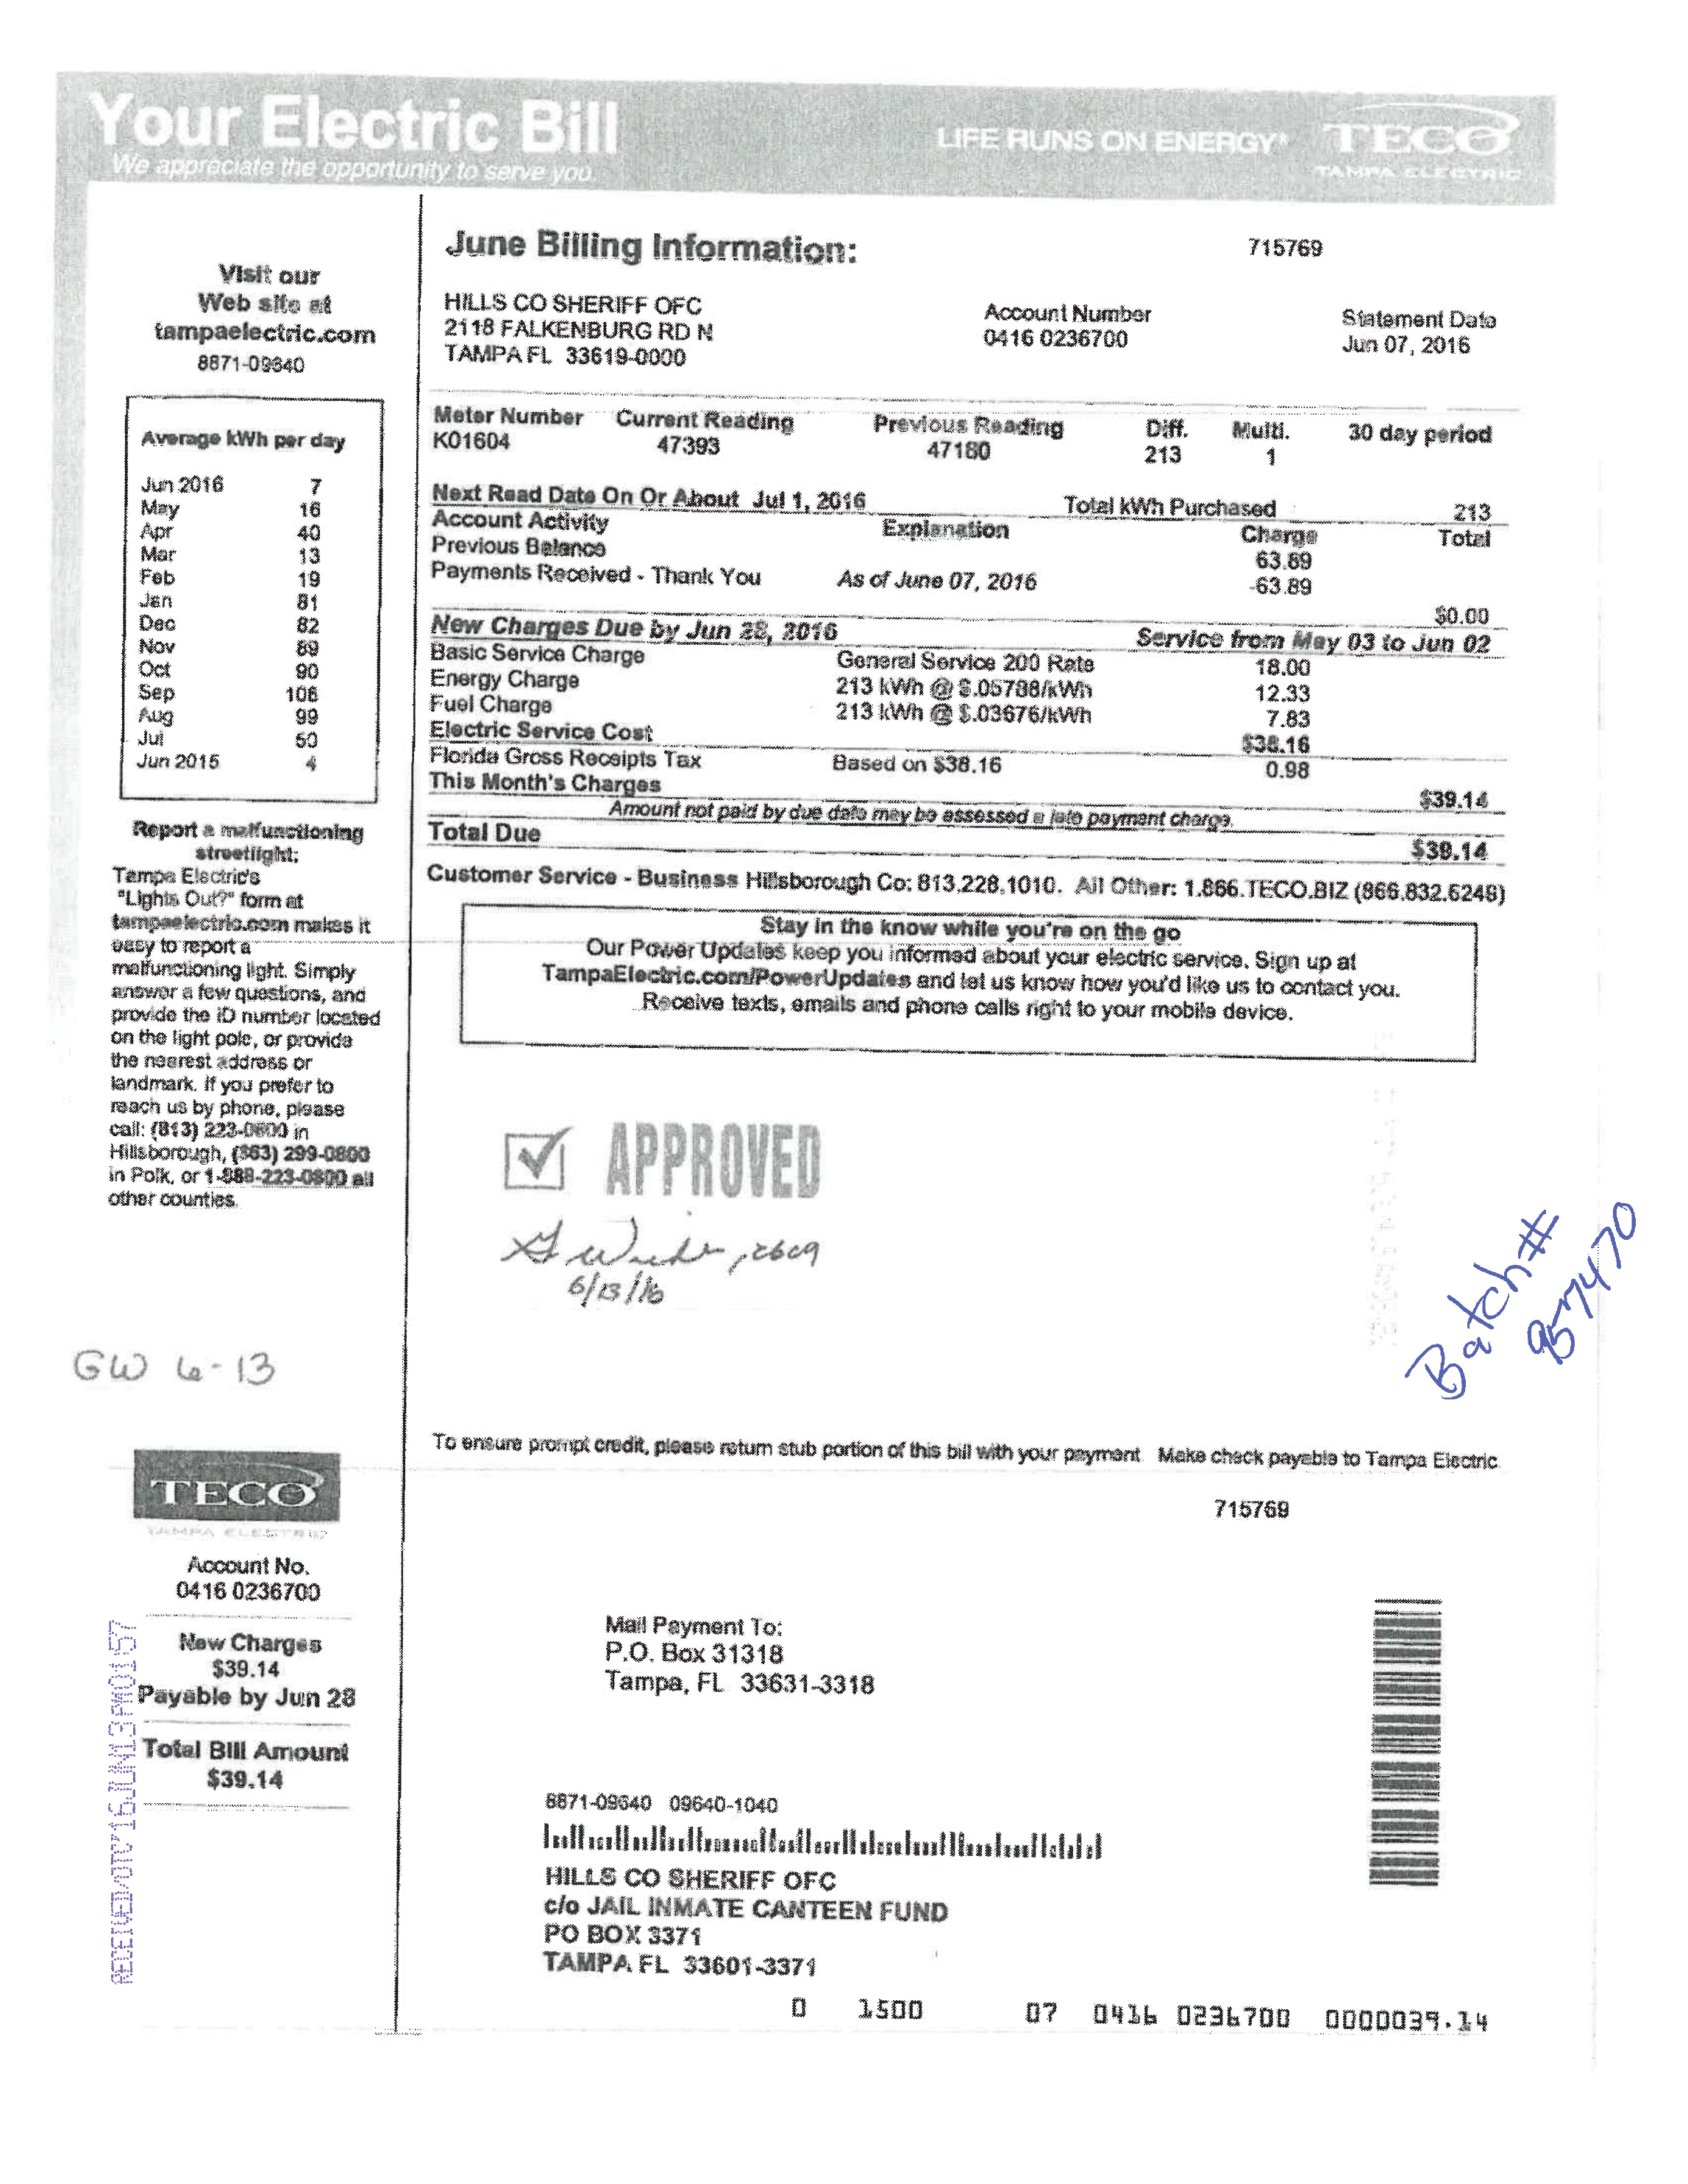 Your Electric Bill
We appreciate the opportunity to serve you.
LIFE RUNS ON ENERGY®
TECO
TAMPA ELECTRIC
Visit our
Web site at
tampaelectric.com
8871-09640
Average kWh per day
Jun 2016 7
May 16
Apr 40
Mar 13
Feb 19
Jan 81
Dec 82
Nov 89
Oct 90
Sep 106
Aug 99
Jul 50
Jun 2015 4
Report a malfunctioning
streetlight:
Tampa Electric's
"Lights Out?" form at
tampaelectric.com makes it
easy to report a
malfunctioning light. Simply
answer a few questions, and
provide the ID number located
on the light pole, or provide
the nearest address or
landmark. If you prefer to
reach us by phone, please
call: (813) 223-0800 in
Hillsborough, (863) 299-0800
in Polk, or 1-888-223-0800 all
other counties.
June Billing Information:
715769
HILLS CO SHERIFF OFC
2118 FALKENBURG RD N
TAMPA FL 33619-0000
Account Number
0416 0236700
Statement Date
Jun 07, 2016
Meter Number Current Reading Previous Reading Diff. Multi. 30 day period
K01604 47393 47180 213 1
Next Read Date On Or About Jul 1, 2016 Total kWh Purchased 213
Account Activity Explanation Charge Total
Previous Balance 63.89
Payments Received - Thank You As of June 07, 2016 -63.89
$0.00
New Charges Due by Jun 28, 2016 Service from May 03 to Jun 02
Basic Service Charge General Service 200 Rate 18.00
Energy Charge 213 kWh @ $.05788/kWh 12.33
Fuel Charge 213 kWh @ $.03676/kWh 7.83
Electric Service Cost $38.16
Florida Gross Receipts Tax Based on $38.16 0.98
This Month's Charges $39.14
Amount not paid by due date may be assessed a late payment charge.
Total Due $39.14
Customer Service - Business Hillsborough Co: 813.228.1010. All Other: 1.866.TECO.BIZ (866.832.6248)
Stay in the know while you're on the go
Our Power Updates keep you informed about your electric service. Sign up at
TampaElectric.com/PowerUpdates and let us know how you'd like us to contact you.
Receive texts, emails and phone calls right to your mobile device.
APPROVED
6/13/16
Batch#
957470
GW 6-13
To ensure prompt credit, please return stub portion of this bill with your payment Make check payable to Tampa Electric.
715769
TECO
TAMPA ELECTRIC
Account No.
0416 0236700
New Charges
$39.14
Payable by Jun 28
Total Bill Amount
$39.14
RECEIVED/OTC'16JUN13PM01:57
Mail Payment To:
P.O. Box 31318
Tampa, FL 33631-3318
8871-09640 09640-1040
HILLS CO SHERIFF OFC
c/o JAIL INMATE CANTEEN FUND
PO BOX 3371
TAMPA FL 33601-3371
0 1500 07 0416 0236700 0000039.14